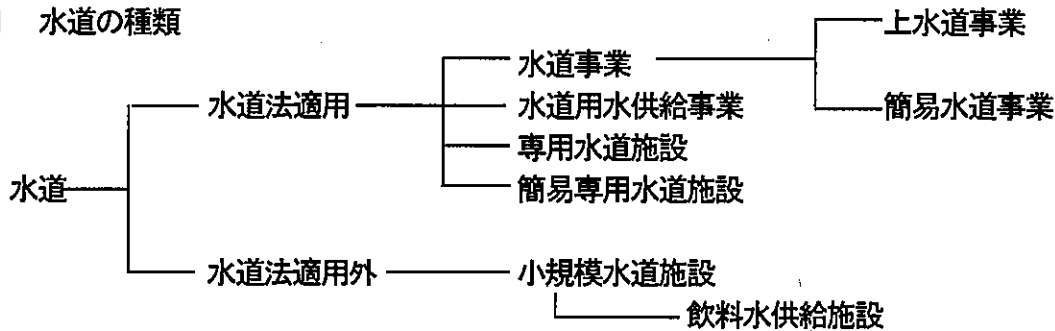 水道の種類
上水道事業
水道事業
水道法適用
水道用水供給事業
簡易水道事業
専用水道施設
水道
簡易専用水道施設
水道法適用外
小規模水道施設
飲料水供給施設